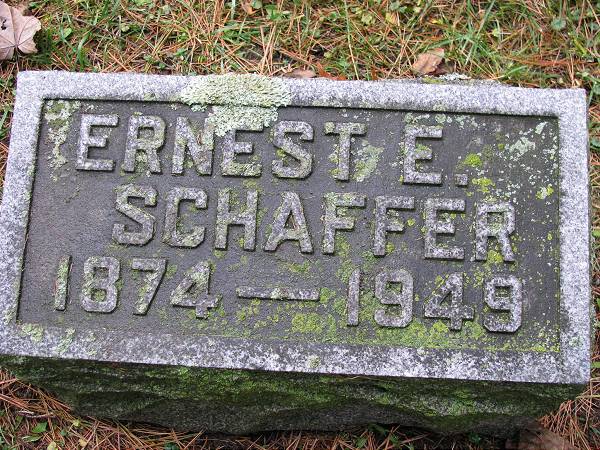 ERNEST E.
SCHAFFER
1874 — 1949